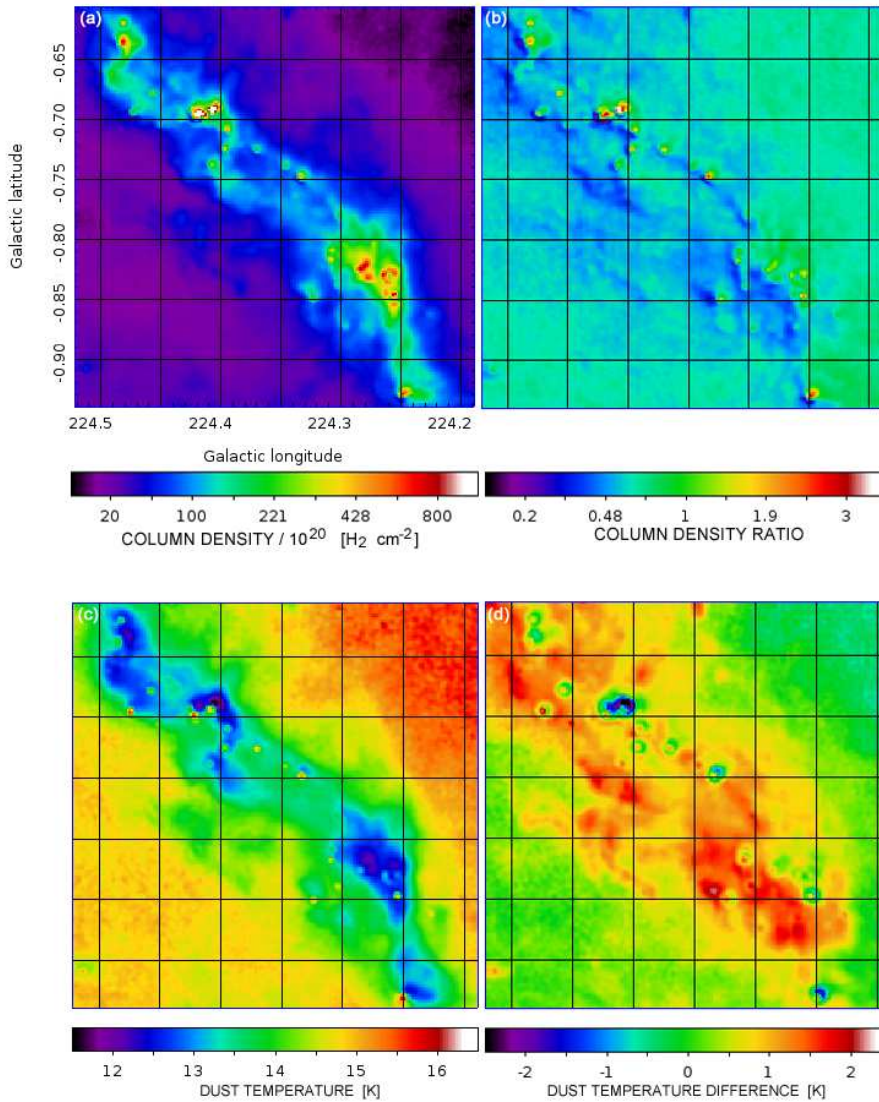 (a)
(b)
-0.65
-0.70
-0.75
-0.80
-0.85
-0.90
Galactic latitude
224.5 224.4 224.3 224.2
Galactic longitude
20 100 221 428 800
COLUMN DENSITY / 10²⁰ [H₂ cm⁻²]
0.2 0.48 1 1.9 3
COLUMN DENSITY RATIO
(c)
(d)
12 13 14 15 16
DUST TEMPERATURE [K]
-2 -1 0 1 2
DUST TEMPERATURE DIFFERENCE [K]